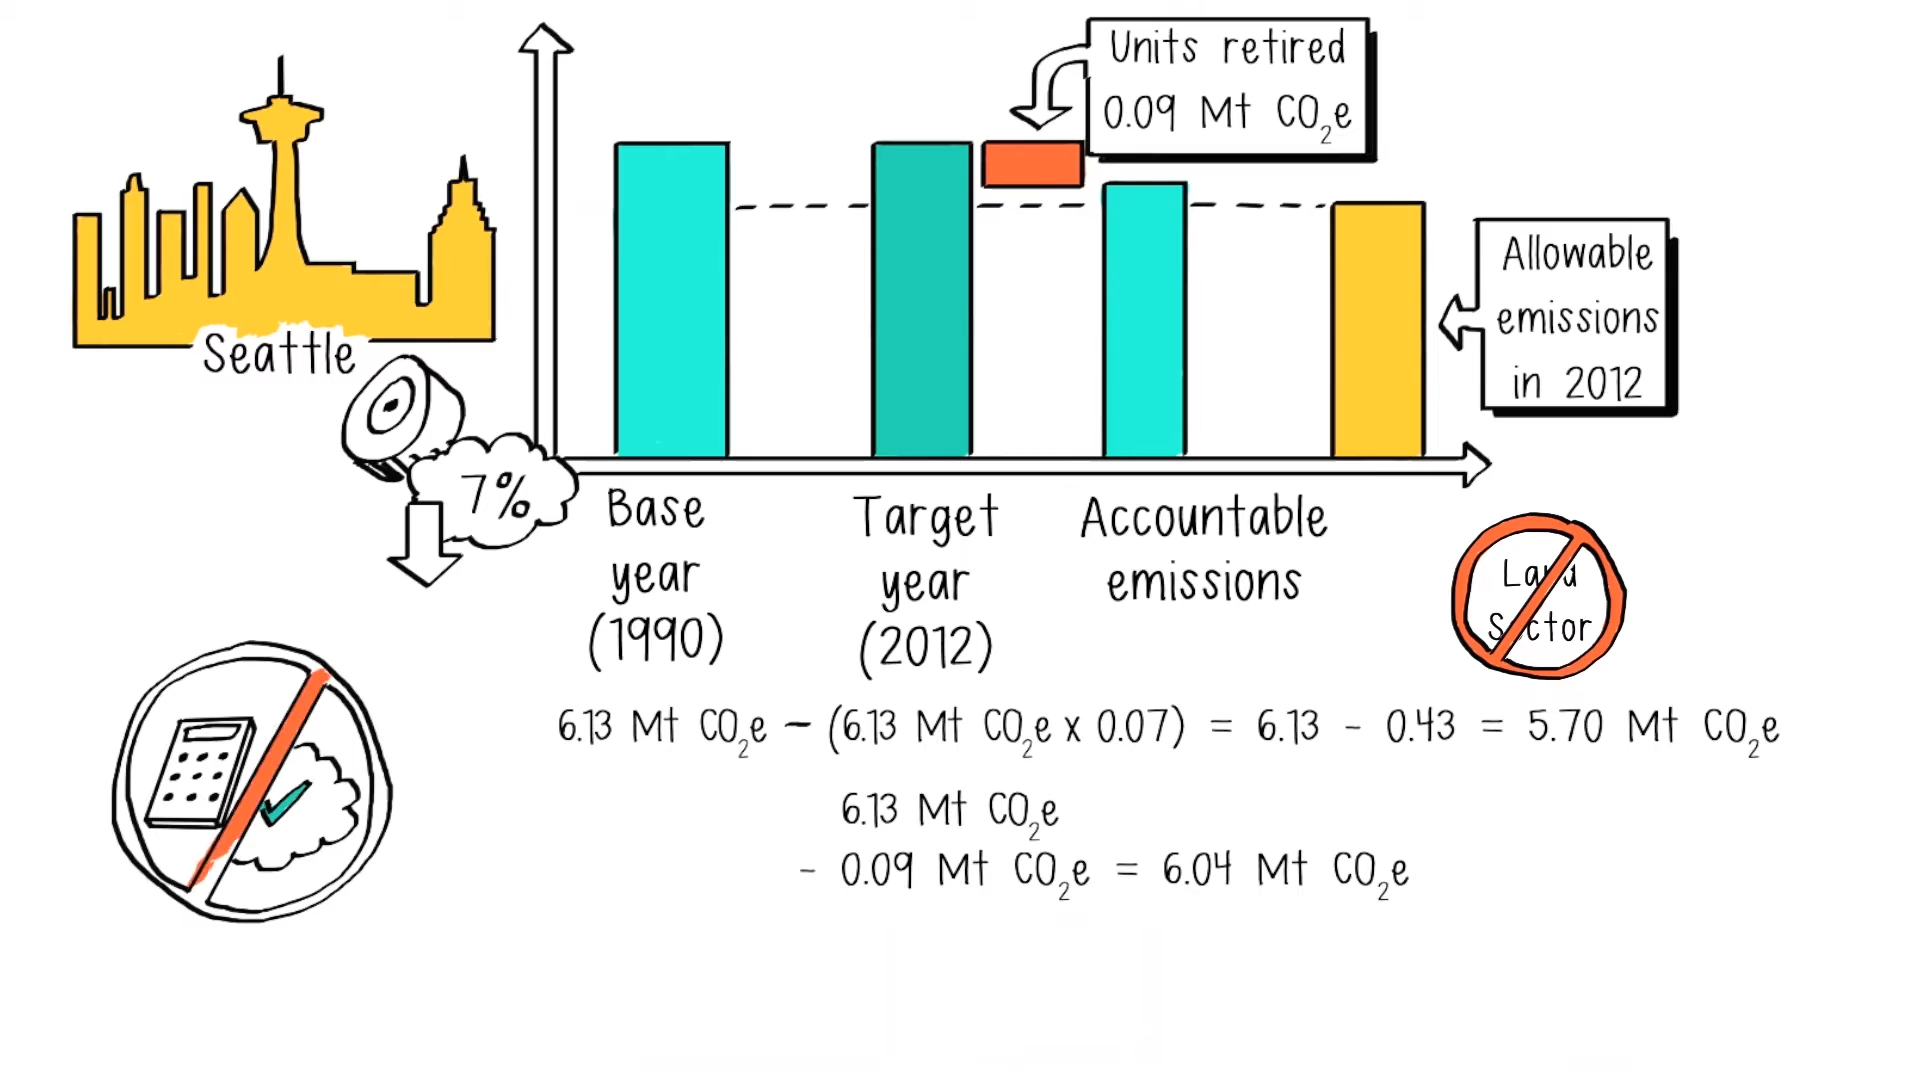 Units retired
0.09 Mt CO₂e
Seattle
7%
Allowable
emissions
in 2012
Base
year
(1990)
Target
year
(2012)
Accountable
emissions
Land
Sector
6.13 Mt CO₂e – (6.13 Mt CO₂e x 0.07) = 6.13 - 0.43 = 5.70 Mt CO₂e
6.13 Mt CO₂e
- 0.09 Mt CO₂e = 6.04 Mt CO₂e